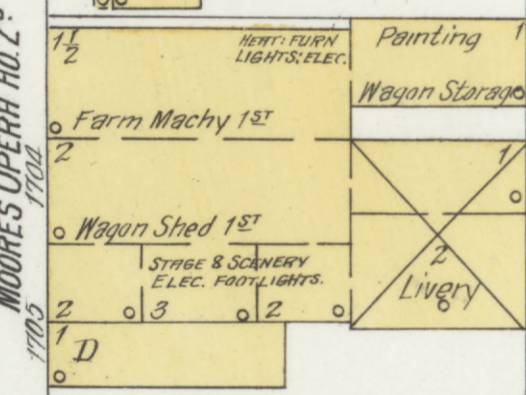 MOORES OPERA HO. 2ᴰ
1704
1705
1 1/2
HEAT: FURN
LIGHTS: ELEC.
Farm Machy 1ST
2
Wagon Shed 1ST
STAGE & SCENERY
ELEC. FOOTLIGHTS.
2
3
2
1
D
Painting
1
Wagon Storage
1
2
Livery